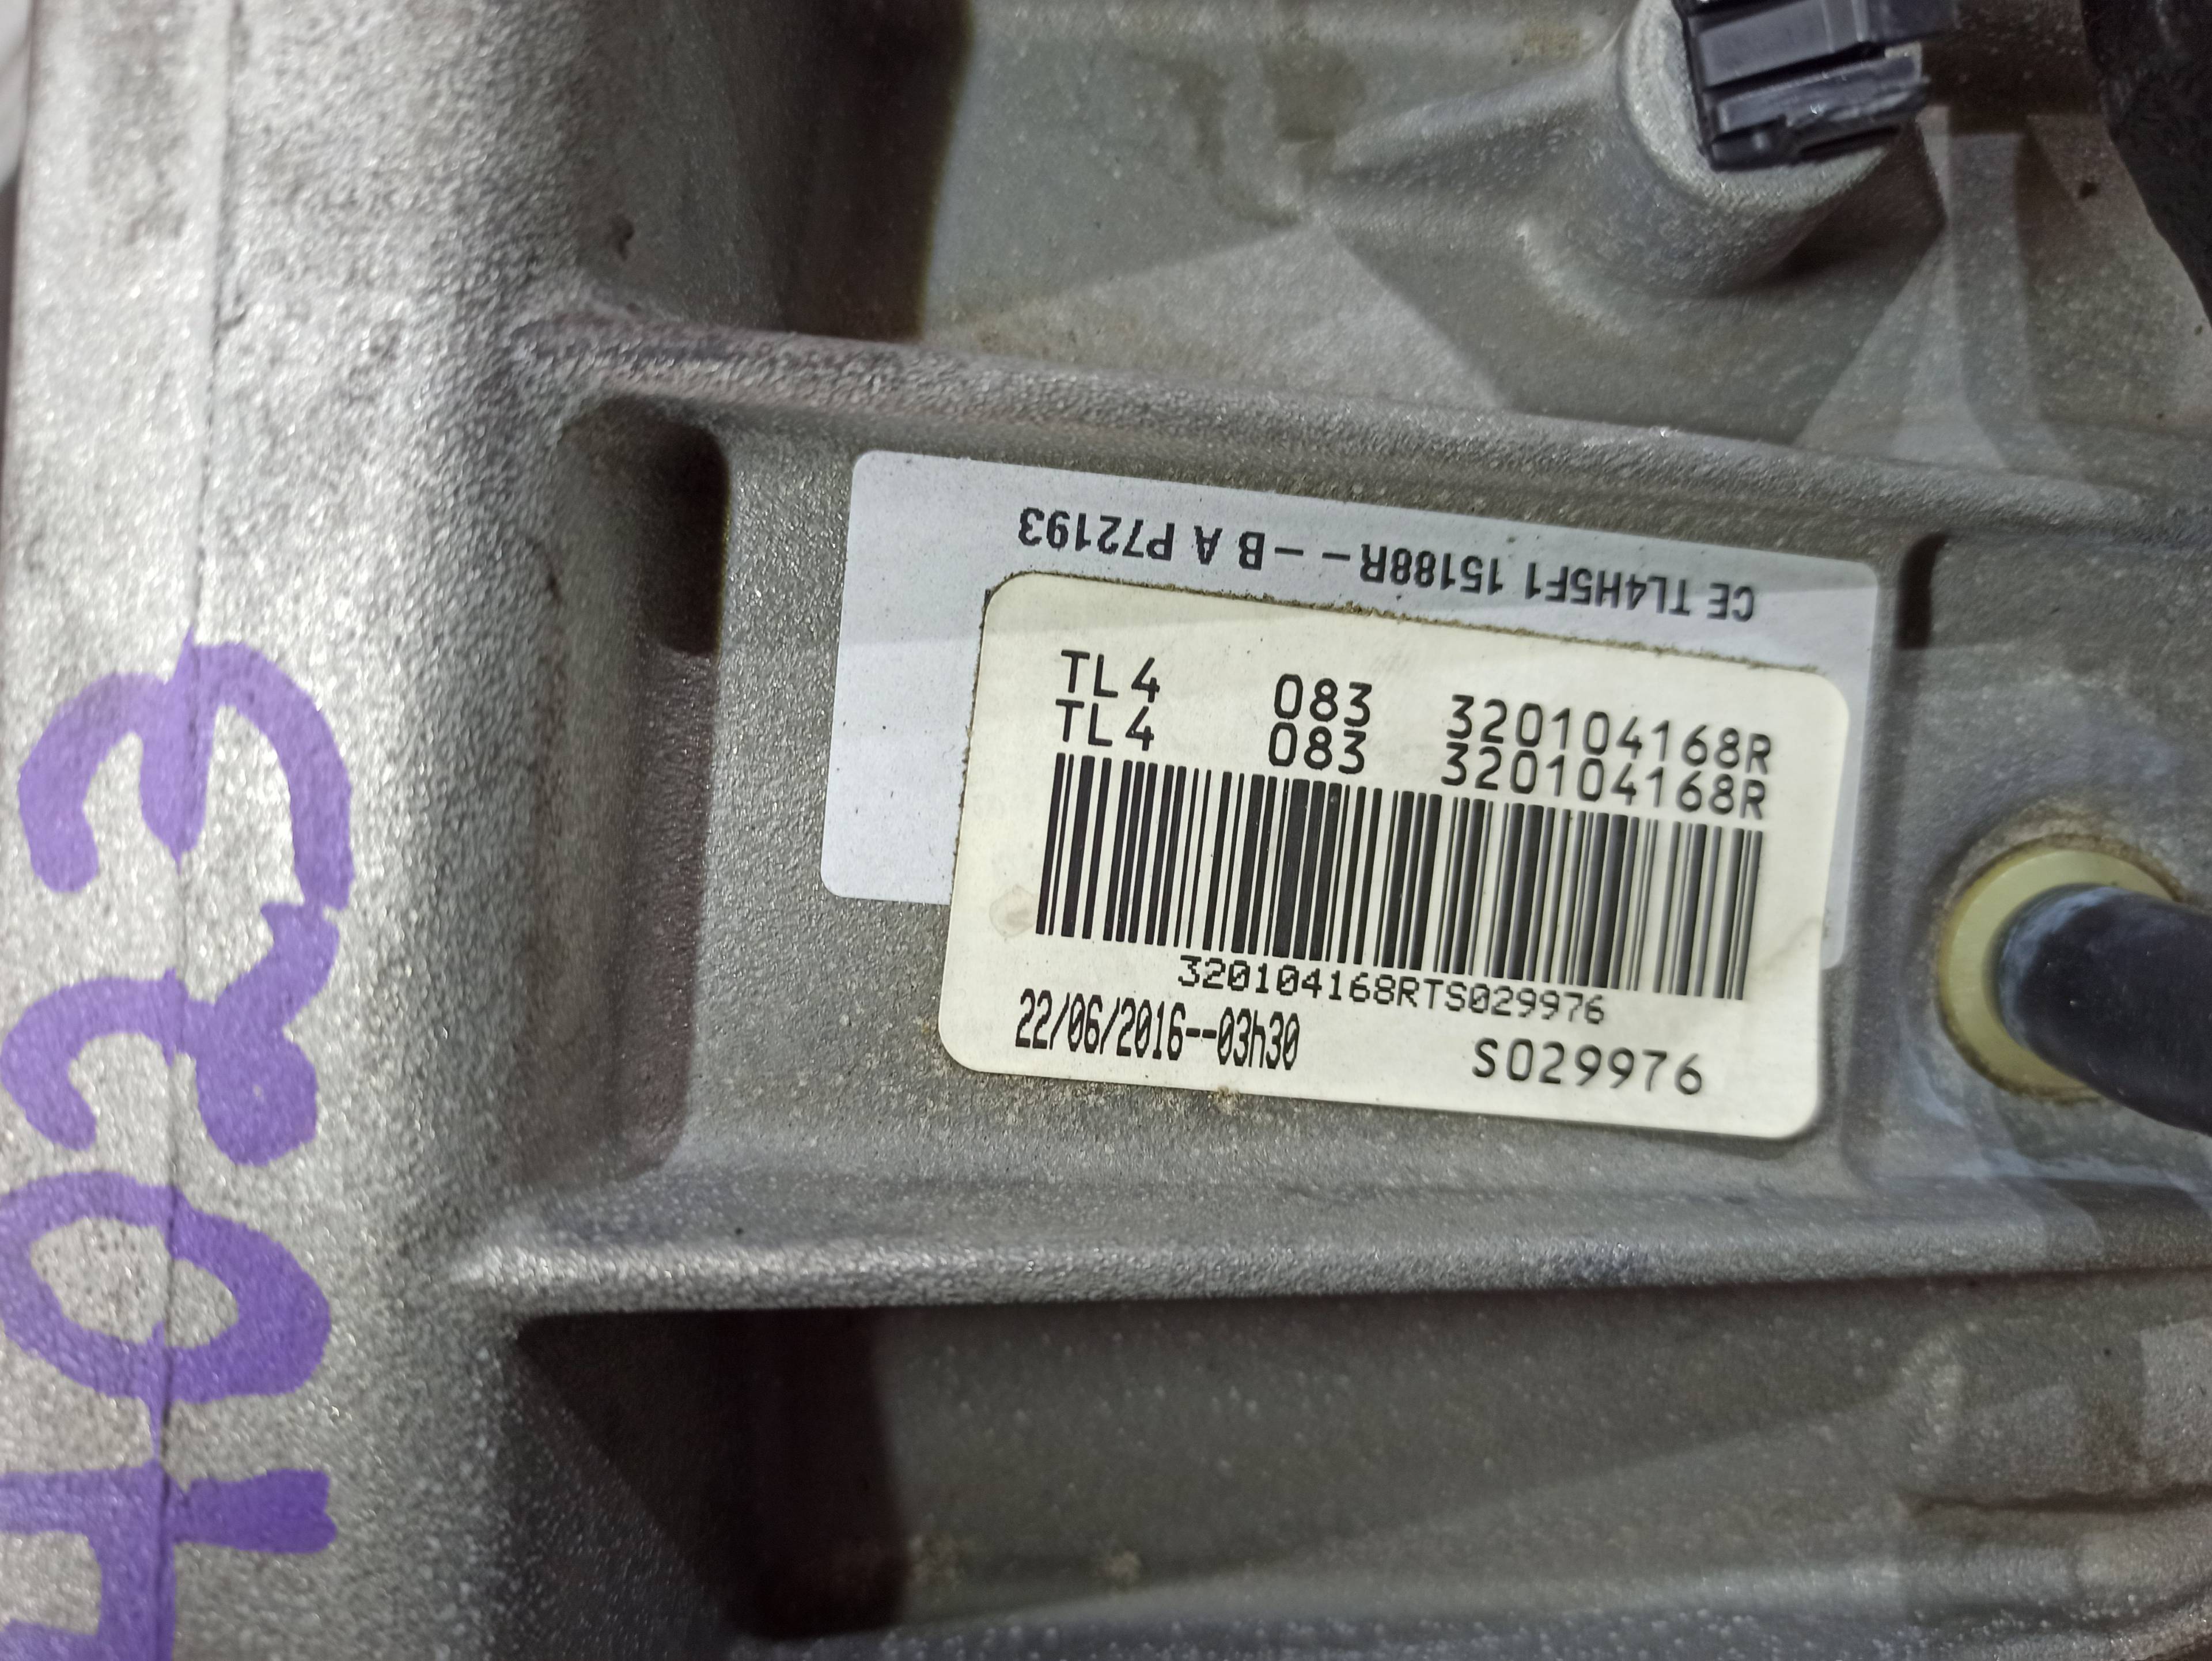 CE TL4H5F1 15188R - - B A P72193
TL4 083 320104168R
TL4 083 320104168R
320104168RTS029976
22/06/2016--03h30
S029976